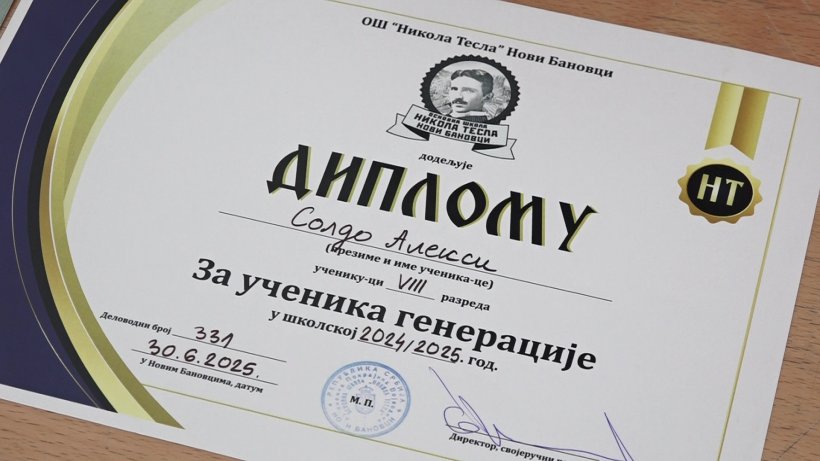 ОШ “Никола Тесла” Нови Бановци
ОСНОВНА ШКОЛА
НИКОЛА ТЕСЛА
НОВИ БАНОВЦИ
додељује
ДИПЛОМУ
НТ
Солдо Алекси
(презиме и име ученика-це)
ученику-ци VIII разреда
За ученика генерације
у школској 2024/2025. год.
Деловодни број 331
30.6.2025.
У Новим Бановцима, датум
РЕПУБЛИКА СРБИЈА
М. П.
Директор, својеручни